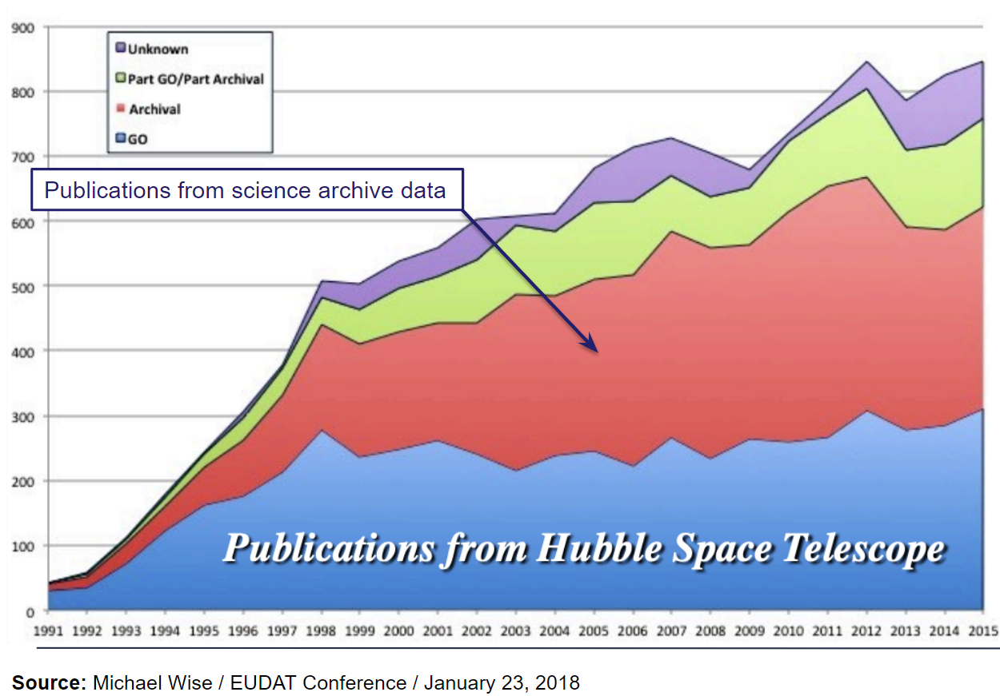 900
Unknown
Part GO/Part Archival
800
Archival
GO
700
Publications from science archive data
600
500
400
300
200
100
Publications from Hubble Space Telescope
0
1991 1992 1993 1994 1995 1996 1997 1998 1999 2000 2001 2002 2003 2004 2005 2006 2007 2008 2009 2010 2011 2012 2013 2014 2015
Source: Michael Wise / EUDAT Conference / January 23, 2018